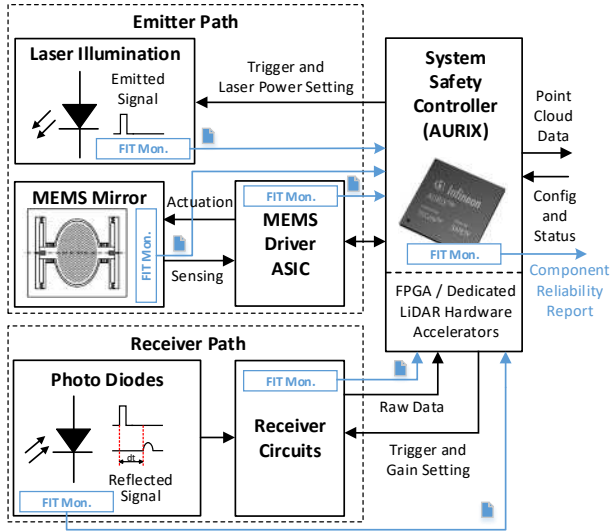 Emitter Path
Laser Illumination
Emitted
Signal
FIT Mon.
Trigger and
Laser Power Setting
System
Safety
Controller
(AURIX)
Point
Cloud
Data
Config
and
Status
Infineon
AURIX
FIT Mon.
Component
Reliability
Report
MEMS Mirror
FIT Mon.
Actuation
Sensing
FIT Mon.
MEMS
Driver
ASIC
FPGA / Dedicated
LiDAR Hardware
Accelerators
Receiver Path
Photo Diodes
dt
Reflected
Signal
FIT Mon.
FIT Mon.
Receiver
Circuits
Raw Data
Trigger and
Gain Setting